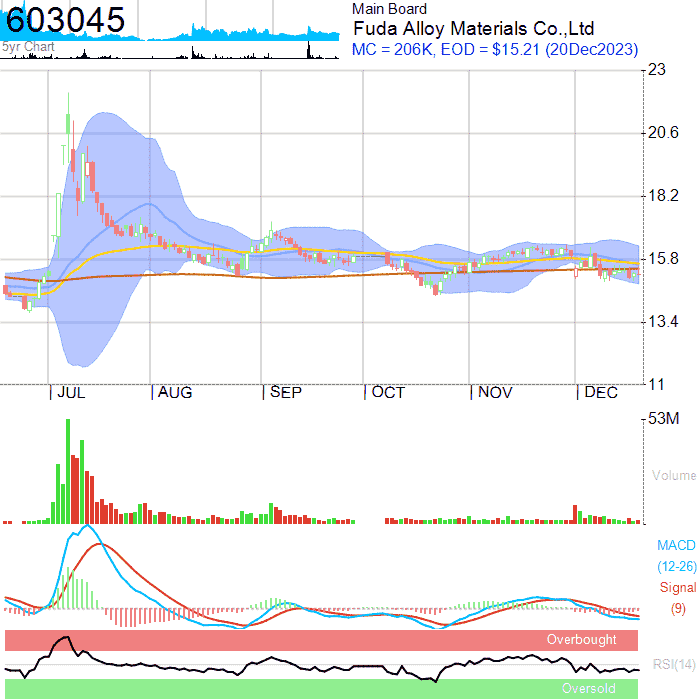 603045
5yr Chart
Main Board
Fuda Alloy Materials Co.,Ltd
MC = 206K, EOD = $15.21 (20Dec2023)
23
20.6
18.2
15.8
13.4
11
JUL AUG SEP OCT NOV DEC
53M
Volume
MACD
(12-26)
Signal
(9)
Overbought
RSI(14)
Oversold